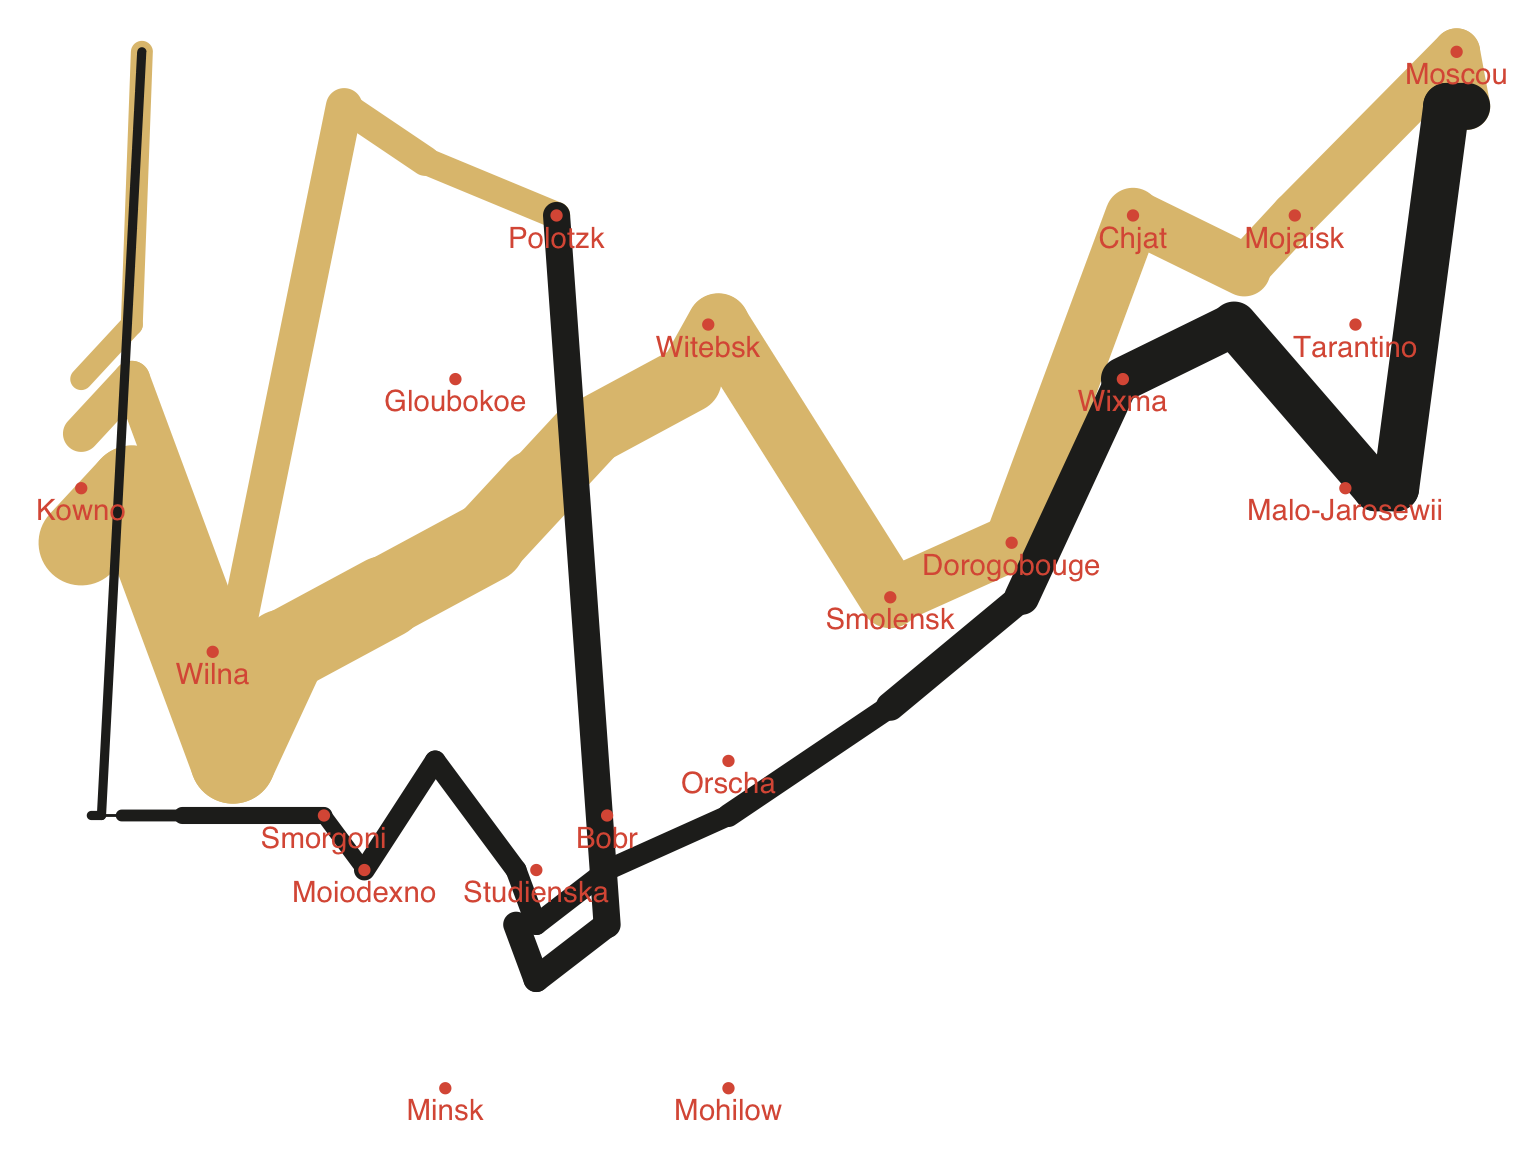 Moscou
Polotzk
Chjat
Mojaisk
Witebsk
Tarantino
Gloubokoe
Wixma
Kowno
Malo-Jarosewii
Dorogobouge
Smolensk
Wilna
Orscha
Smorgoni
Bobr
Moiodexno
Studienska
Minsk
Mohilow